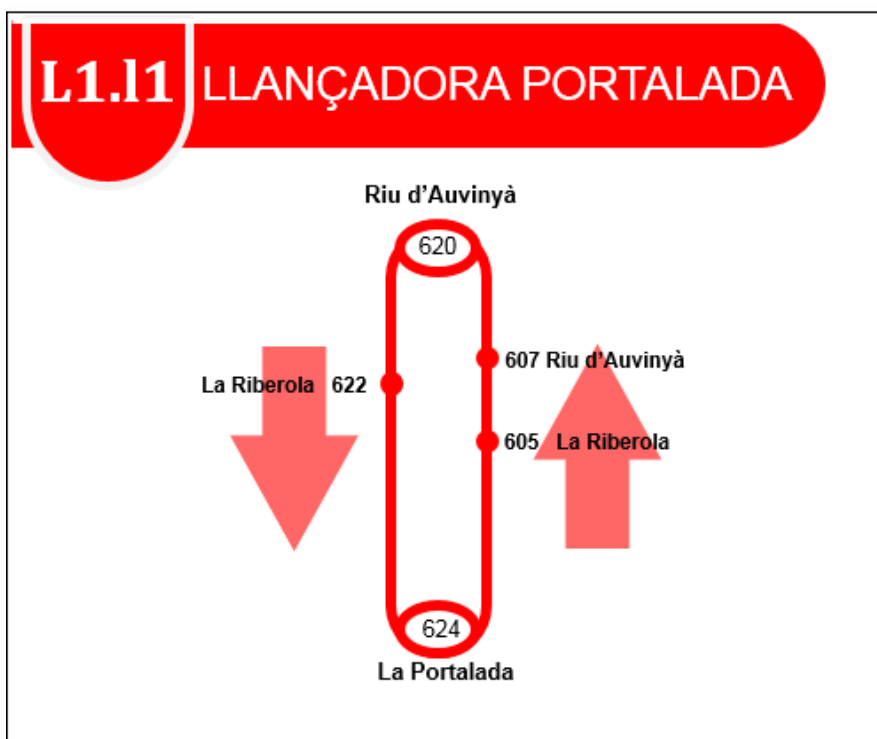 L1.l1 LLANÇADORA PORTALADA
Riu d'Auvinyà
620
607 Riu d'Auvinyà
La Riberola 622
605 La Riberola
624
La Portalada